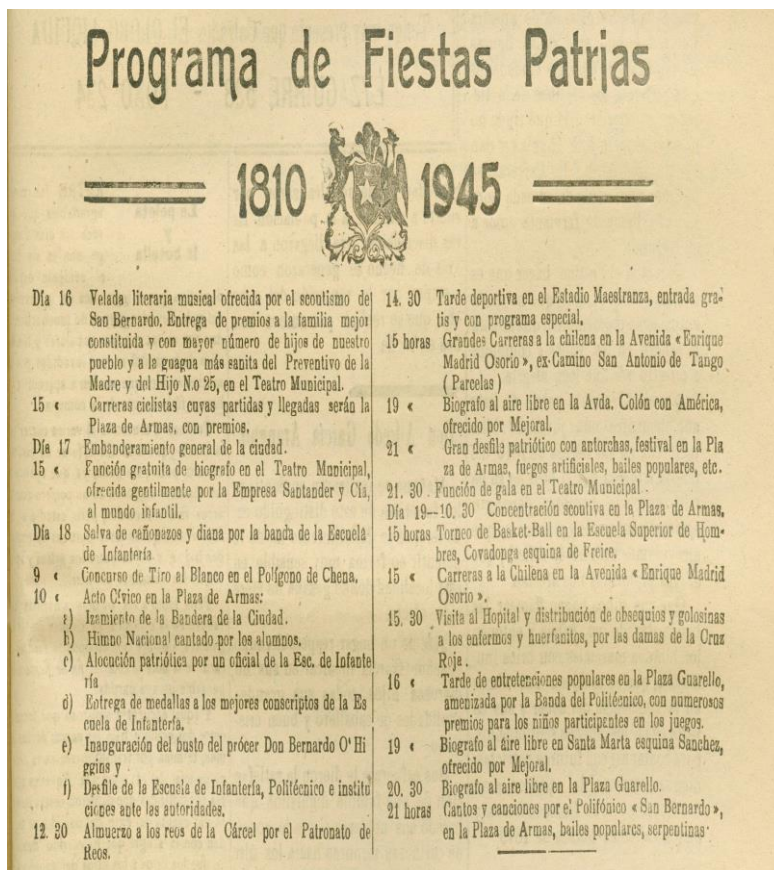 Programa de Fiestas Patrias
1810 1945
Día 16 Velada literaria musical ofrecida por el scoutismo de
San Bernardo. Entrega de premios a la familia mejor
constituida y con mayor número de hijos de nuestro
pueblo y a la guagua más sanita del Preventivo de la
Madre y del Hijo N.o 25, en el Teatro Municipal.
15 « Carreras ciclistas cuyas partidas y llegadas serán la
Plaza de Armas, con premios.
Día 17 Embanderamiento general de la ciudad.
15 « Función gratuita de biografo en el Teatro Municipal,
ofrecida gentilmente por la Empresa Santander y Cía,
al mundo infantil.
Día 18 Salva de cañonazos y diana por la banda de la Escuela
de Infantería
9 « Concurso de Tiro al Blanco en el Polígono de Chena.
10 « Acto Cívico en la Plaza de Armas:
a) Izamiento de la Bandera de la Ciudad.
b) Himno Nacional cantado por los alumnos.
c) Alocución patriótica por un oficial de la Esc. de Infante
ría
d) Entrega de medallas a los mejores conscriptos de la Es
cuela de Infantería.
e) Inauguración del busto del prócer Don Bernardo O'Hi
ggins y
f) Desfile de la Escuela de Infantería, Politécnico e institu
ciones ante las autoridades.
12. 30 Almuerzo a los reos de la Cárcel por el Patronato de
Reos.
14. 30 Tarde deportiva en el Estadio Maestranza, entrada gra-
tis y con programa especial.
15 horas Grandes Carreras a la chilena en la Avenida «Enrique
Madrid Osorio», ex-Camino San Antonio de Tango
(Parcelas)
19 « Biografo al aire libre en la Avda. Colón con América,
ofrecido por Mejoral.
21 « Gran desfile patriótico con antorchas, festival en la Pla
za de Armas, fuegos artificiales, bailes populares, etc.
21. 30 . Función de gala en el Teatro Municipal .
Día 19--10. 30 Concentración scoutiva en la Plaza de Armas.
15 horas Torneo de Basket-Ball en la Escuela Superior de Hom-
bres, Covadonga esquina de Freire.
15 « Carreras a la Chilena en la Avenida «Enrique Madrid
Osorio».
15. 30 Visita al Hopital y distribución de obsequios y golosinas
a los enfermos y huerfanitos, por las damas de la Cruz
Roja.
16 « Tarde de entretenciones populares en la Plaza Guarello,
amenizada por la Banda del Politécnico, con numerosos
premios para los niños participantes en los juegos.
19 « Biografo al aire libre en Santa Marta esquina Sanchez,
ofrecido por Mejoral.
20. 30 Biografo al aire libre en la Plaza Guarello.
21 horas Cantos y canciones por el Polifónico «San Bernardo»,
en la Plaza de Armas, bailes populares, serpentinas.